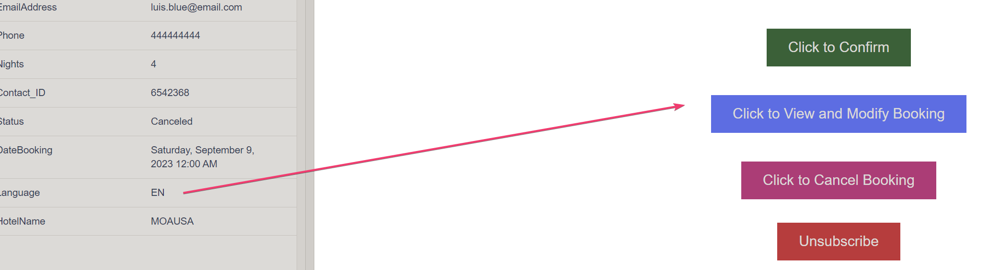 EmailAddress luis.blue@email.com
Phone 444444444
Nights 4
Contact_ID 6542368
Status Canceled
DateBooking Saturday, September 9,
2023 12:00 AM
Language EN
HotelName MOAUSA
Click to Confirm
Click to View and Modify Booking
Click to Cancel Booking
Unsubscribe